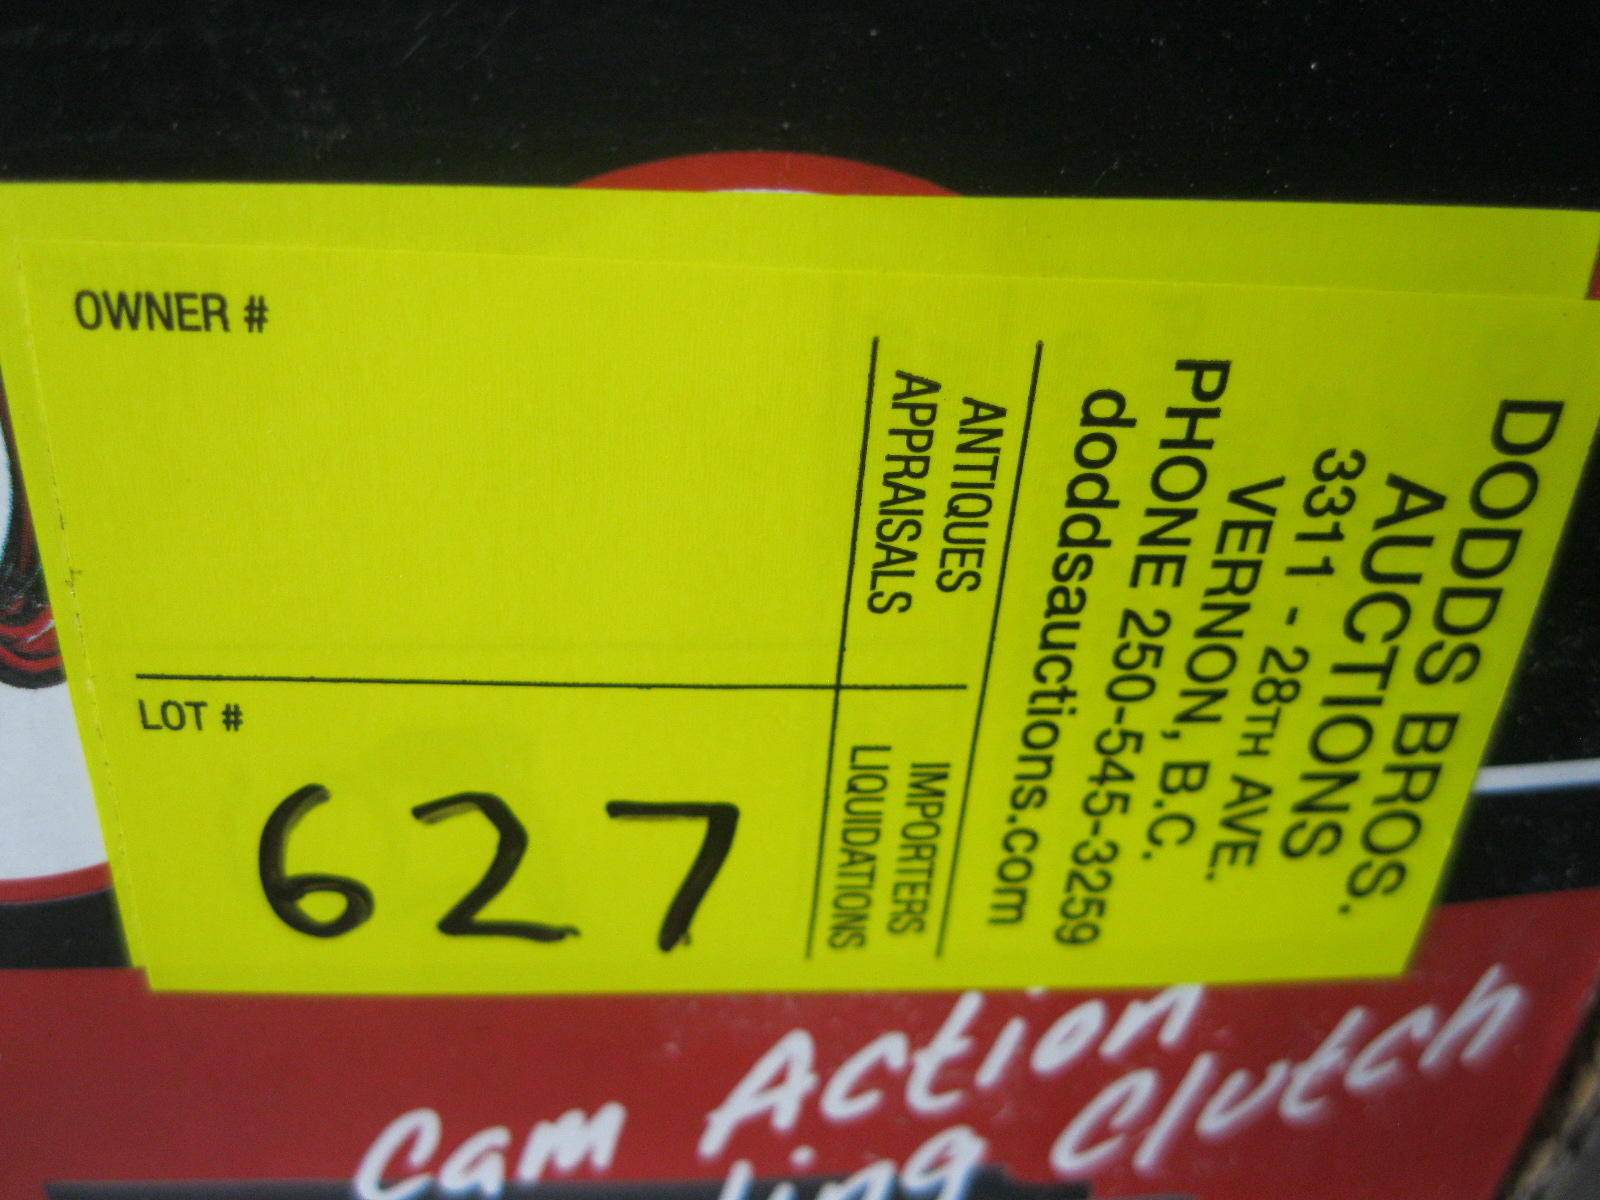 OWNER #
LOT #
627
DODDS BROS.
AUCTIONS
3311 - 28TH AVE.
VERNON, B.C.
PHONE 250-545-3259
doddsauctions.com
ANTIQUES
APPRAISALS
IMPORTERS
LIQUIDATIONS
Cam Action
Clutch